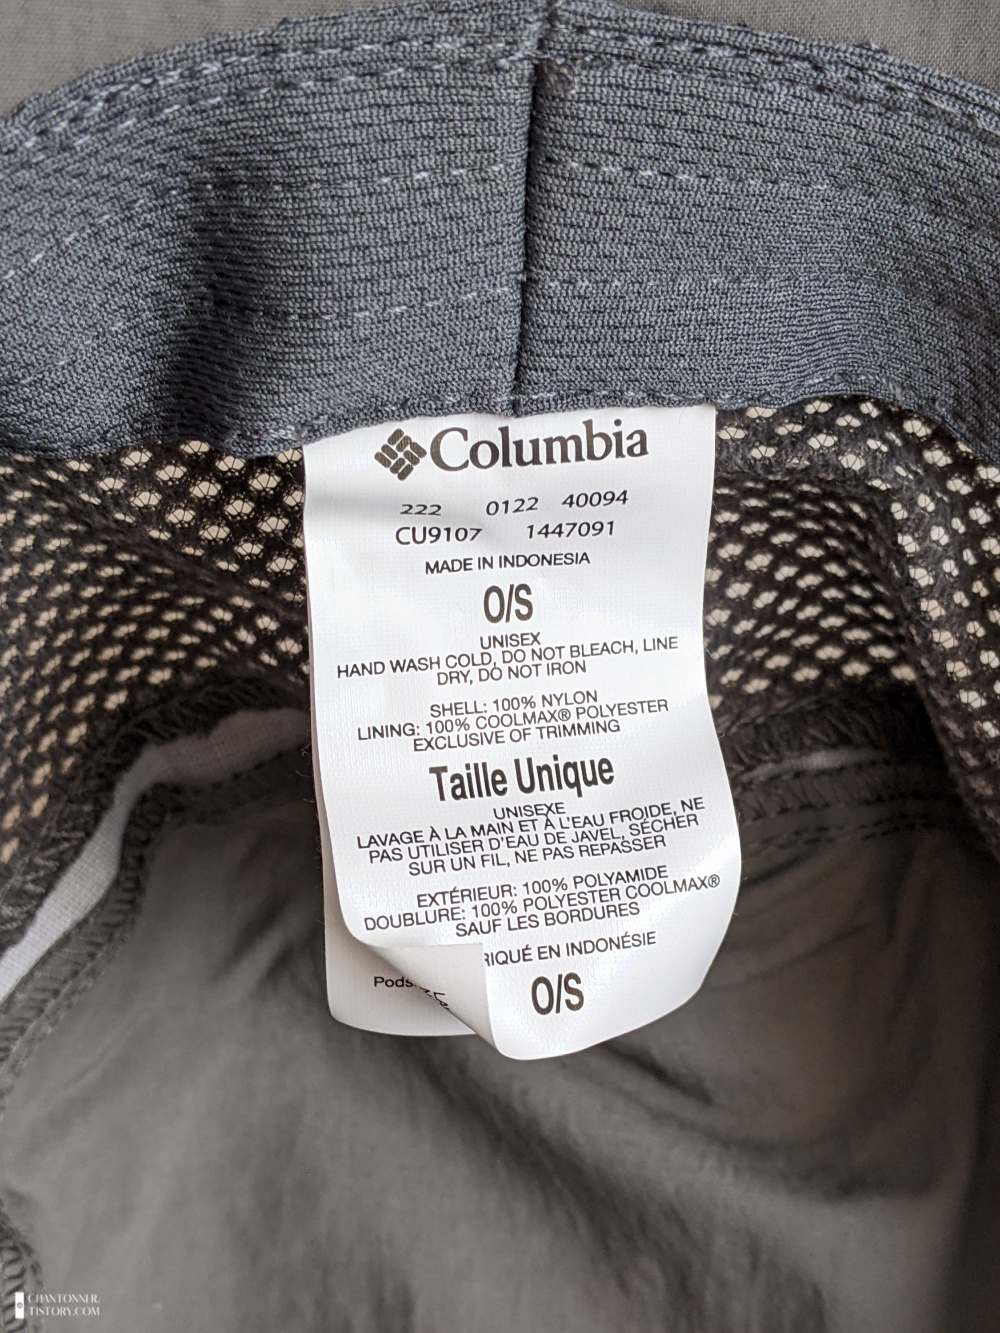 Columbia
222 0122 40094
CU9107 1447091
MADE IN INDONESIA
O/S
UNISEX
HAND WASH COLD, DO NOT BLEACH, LINE
DRY, DO NOT IRON
SHELL: 100% NYLON
LINING: 100% COOLMAX® POLYESTER
EXCLUSIVE OF TRIMMING
Taille Unique
UNISEXE
LAVAGE À LA MAIN ET À L'EAU FROIDE, NE
PAS UTILISER D'EAU DE JAVEL, SÉCHER
SUR UN FIL, NE PAS REPASSER
EXTÉRIEUR: 100% POLYAMIDE
DOUBLURE: 100% POLYESTER COOLMAX®
SAUF LES BORDURES
RIQUÉ EN INDONÉSIE
O/S
CHANTONNER.
TISTORY.COM